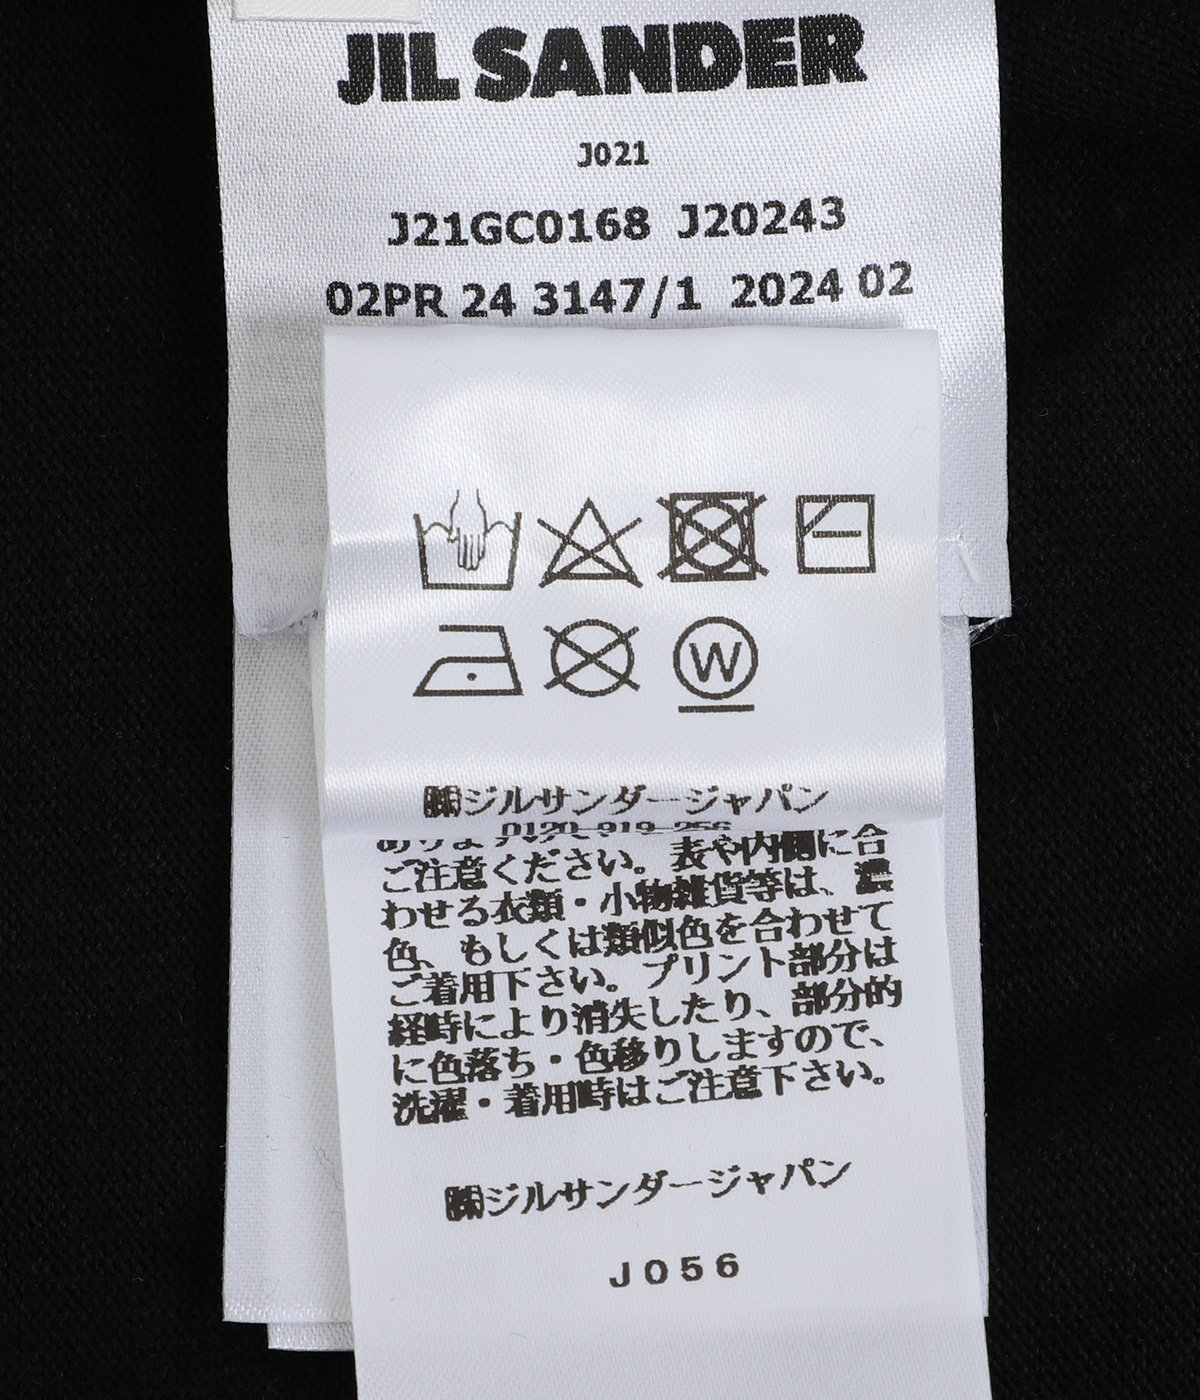 JIL SANDER
J021
J21GC0168 J20243
02PR 24 3147/1 2024 02
W
㈱ジルサンダージャパン
0120-919-256
ご注意ください。表や内側に合
わせる衣類・小物雑貨等は、濃
色、もしくは類似色を合わせて
ご着用下さい。プリント部分は
経時により消失したり、部分的
に色落ち・色移りしますので、
洗濯・着用時はご注意下さい。
㈱ジルサンダージャパン
J056